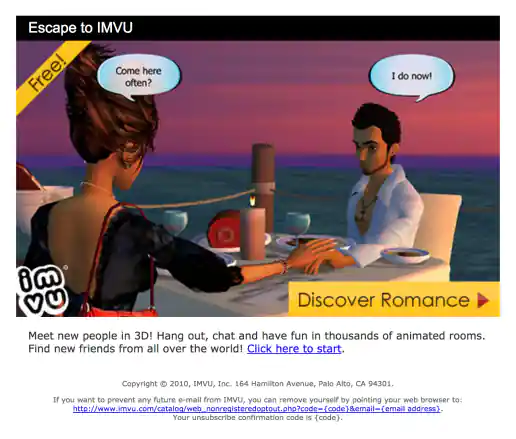 Escape to IMVU
Free!
Come here
often?
I do now!
imvu
Discover Romance
Meet new people in 3D! Hang out, chat and have fun in thousands of animated rooms.
Find new friends from all over the world! Click here to start.
Copyright © 2010, IMVU, Inc. 164 Hamilton Avenue, Palo Alto, CA 94301.
If you want to prevent any future e-mail from IMVU, you can remove yourself by pointing your web browser to:
http://www.imvu.com/catalog/web_nonregisteredoptout.php?code={code}&email={email address}.
Your unsubscribe confirmation code is {code}.